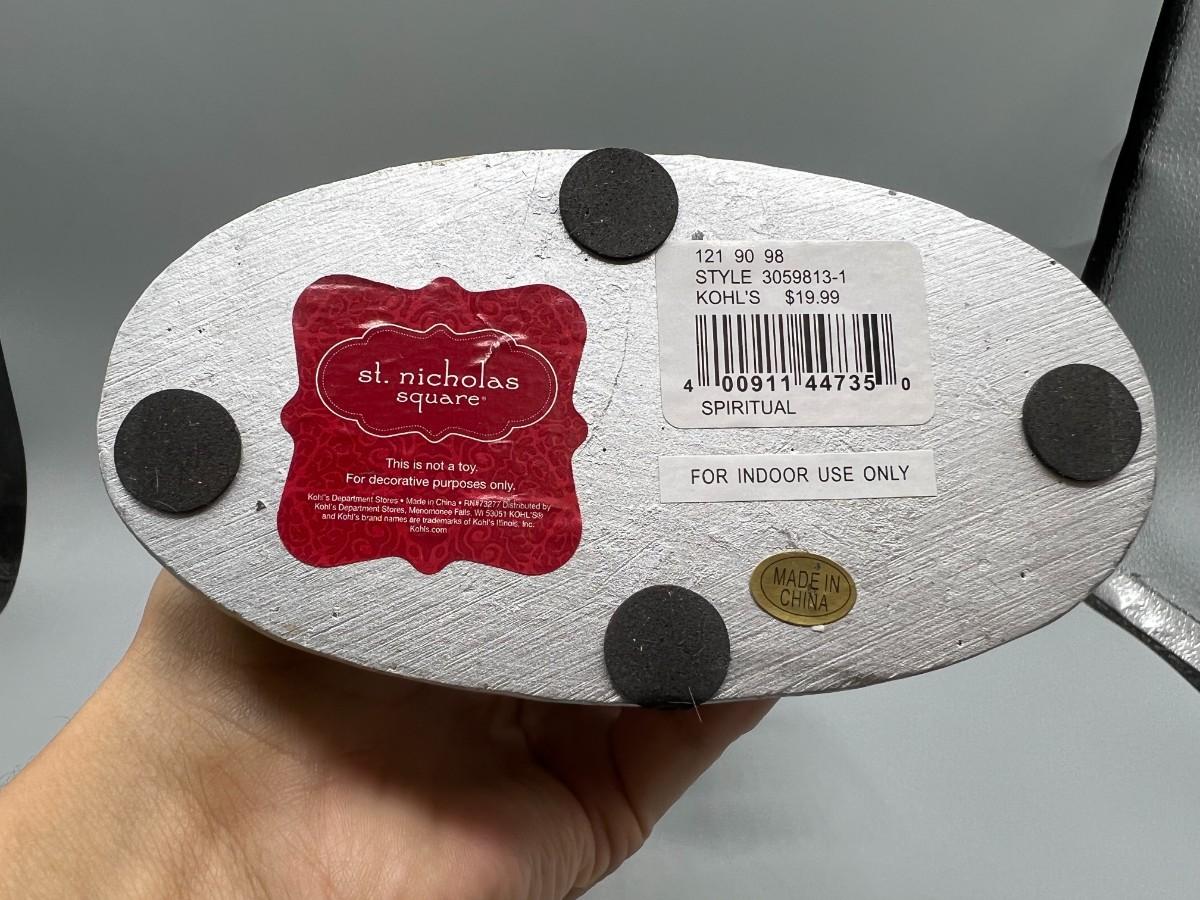 st. nicholas
square®
This is not a toy.
For decorative purposes only.
Kohl's Department Stores • Made in China • RN#73277 Distributed by
Kohl's Department Stores, Menomonee Falls, WI 53051 KOHL'S®
and Kohl's brand names are trademarks of Kohl's Illinois, Inc.
Kohls.com
121 90 98
STYLE 3059813-1
KOHL'S $19.99
4 00911 44735 0
SPIRITUAL
FOR INDOOR USE ONLY
MADE IN
CHINA